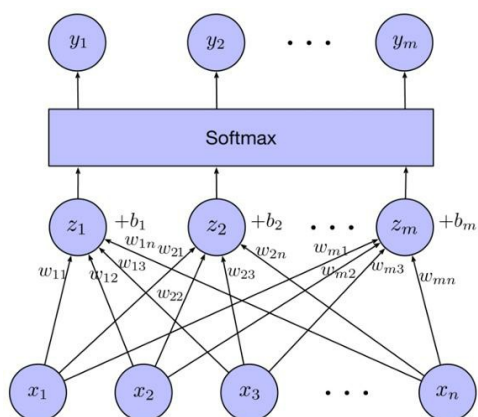 y₁ y₂ ··· yₘ
Softmax
z₁ +b₁ z₂ +b₂ ··· zₘ +bₘ
w₁ₙ w₂₁ w₂ₙ wₘ₁
w₁₁ w₁₂ w₁₃ w₂₂ w₂₃ wₘ₂ wₘ₃ wₘₙ
x₁ x₂ x₃ ··· xₙ